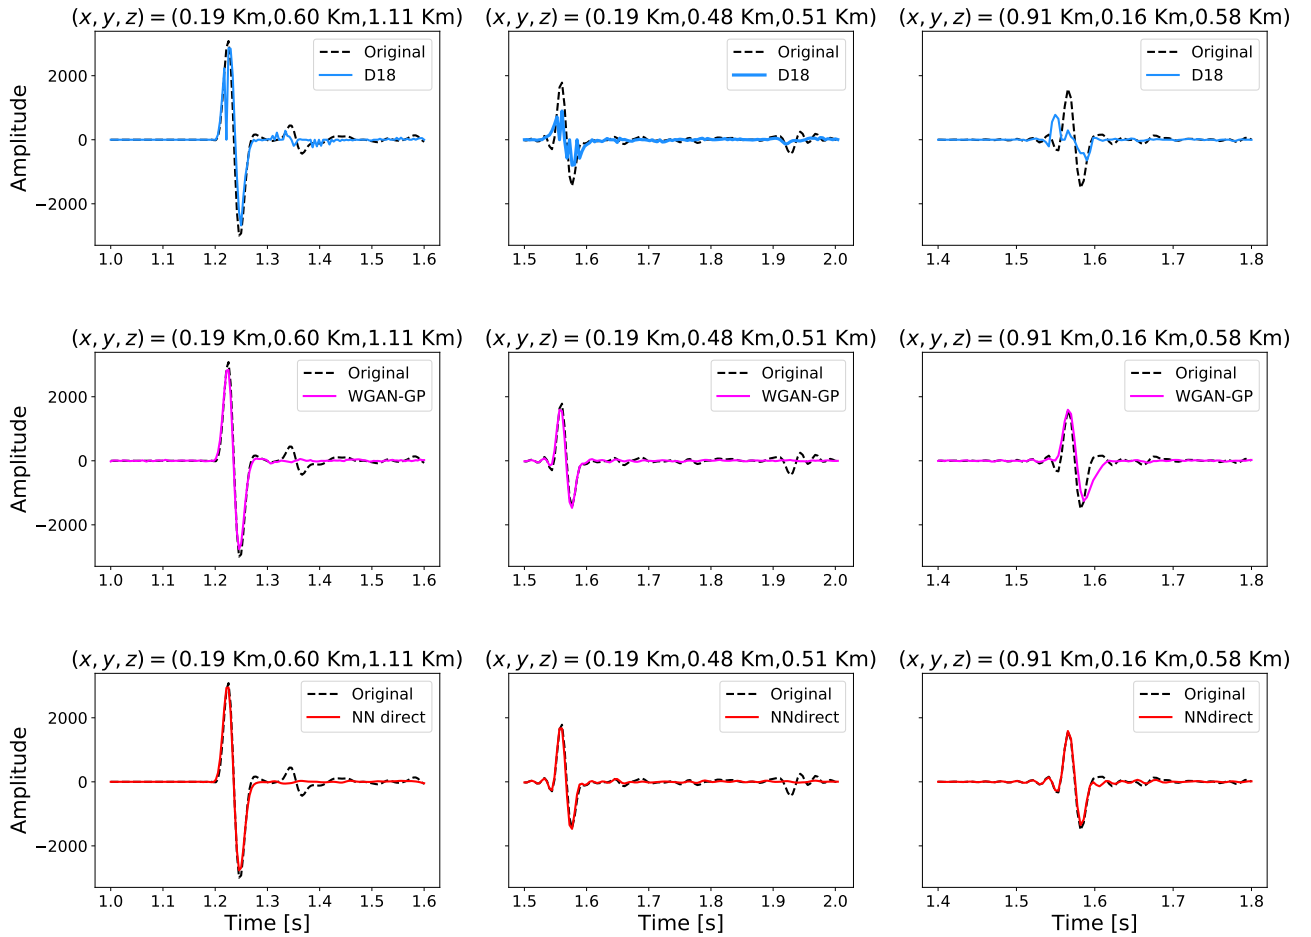 (x, y, z) = (0.19 Km,0.60 Km,1.11 Km)
(x, y, z) = (0.19 Km,0.48 Km,0.51 Km)
(x, y, z) = (0.91 Km,0.16 Km,0.58 Km)
Original
D18
Original
D18
Original
D18
Amplitude
2000
0
−2000
1.0 1.1 1.2 1.3 1.4 1.5 1.6
1.5 1.6 1.7 1.8 1.9 2.0
1.4 1.5 1.6 1.7 1.8
(x, y, z) = (0.19 Km,0.60 Km,1.11 Km)
(x, y, z) = (0.19 Km,0.48 Km,0.51 Km)
(x, y, z) = (0.91 Km,0.16 Km,0.58 Km)
Original
WGAN-GP
Original
WGAN-GP
Original
WGAN-GP
Amplitude
2000
0
−2000
1.0 1.1 1.2 1.3 1.4 1.5 1.6
1.5 1.6 1.7 1.8 1.9 2.0
1.4 1.5 1.6 1.7 1.8
(x, y, z) = (0.19 Km,0.60 Km,1.11 Km)
(x, y, z) = (0.19 Km,0.48 Km,0.51 Km)
(x, y, z) = (0.91 Km,0.16 Km,0.58 Km)
Original
NN direct
Original
NNdirect
Original
NNdirect
Amplitude
2000
0
−2000
1.0 1.1 1.2 1.3 1.4 1.5 1.6
1.5 1.6 1.7 1.8 1.9 2.0
1.4 1.5 1.6 1.7 1.8
Time [s]
Time [s]
Time [s]